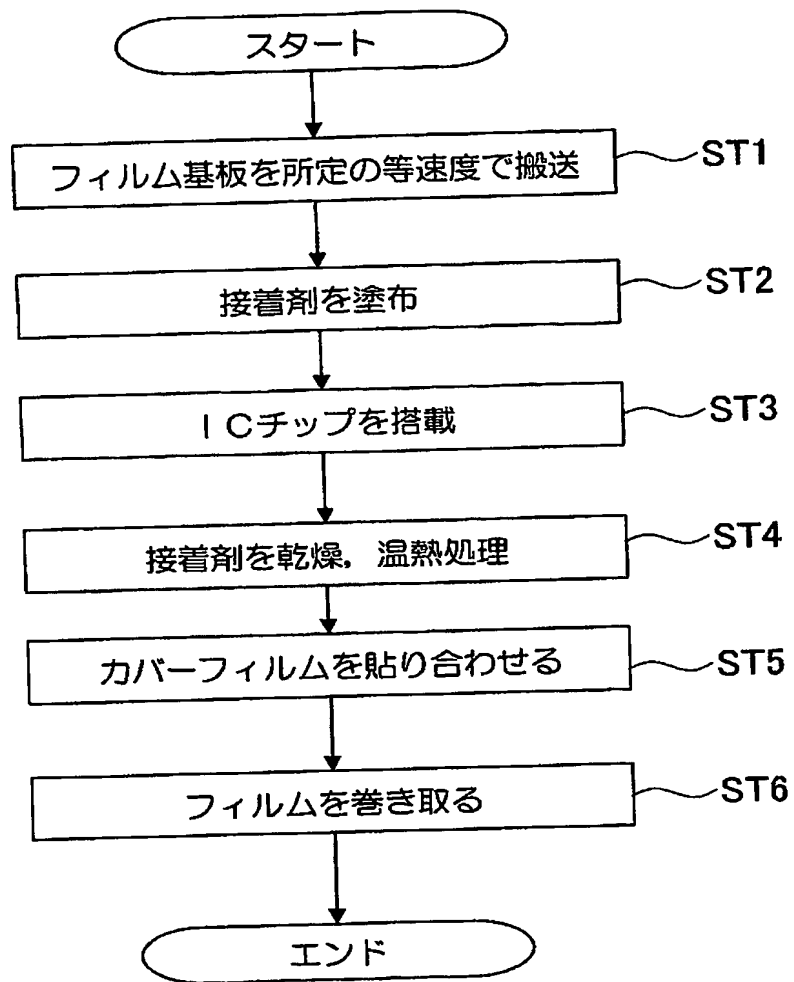 スタート
フィルム基板を所定の等速度で搬送
ST1
接着剤を塗布
ST2
ICチップを搭載
ST3
接着剤を乾燥，温熱処理
ST4
カバーフィルムを貼り合わせる
ST5
フィルムを巻き取る
ST6
エンド